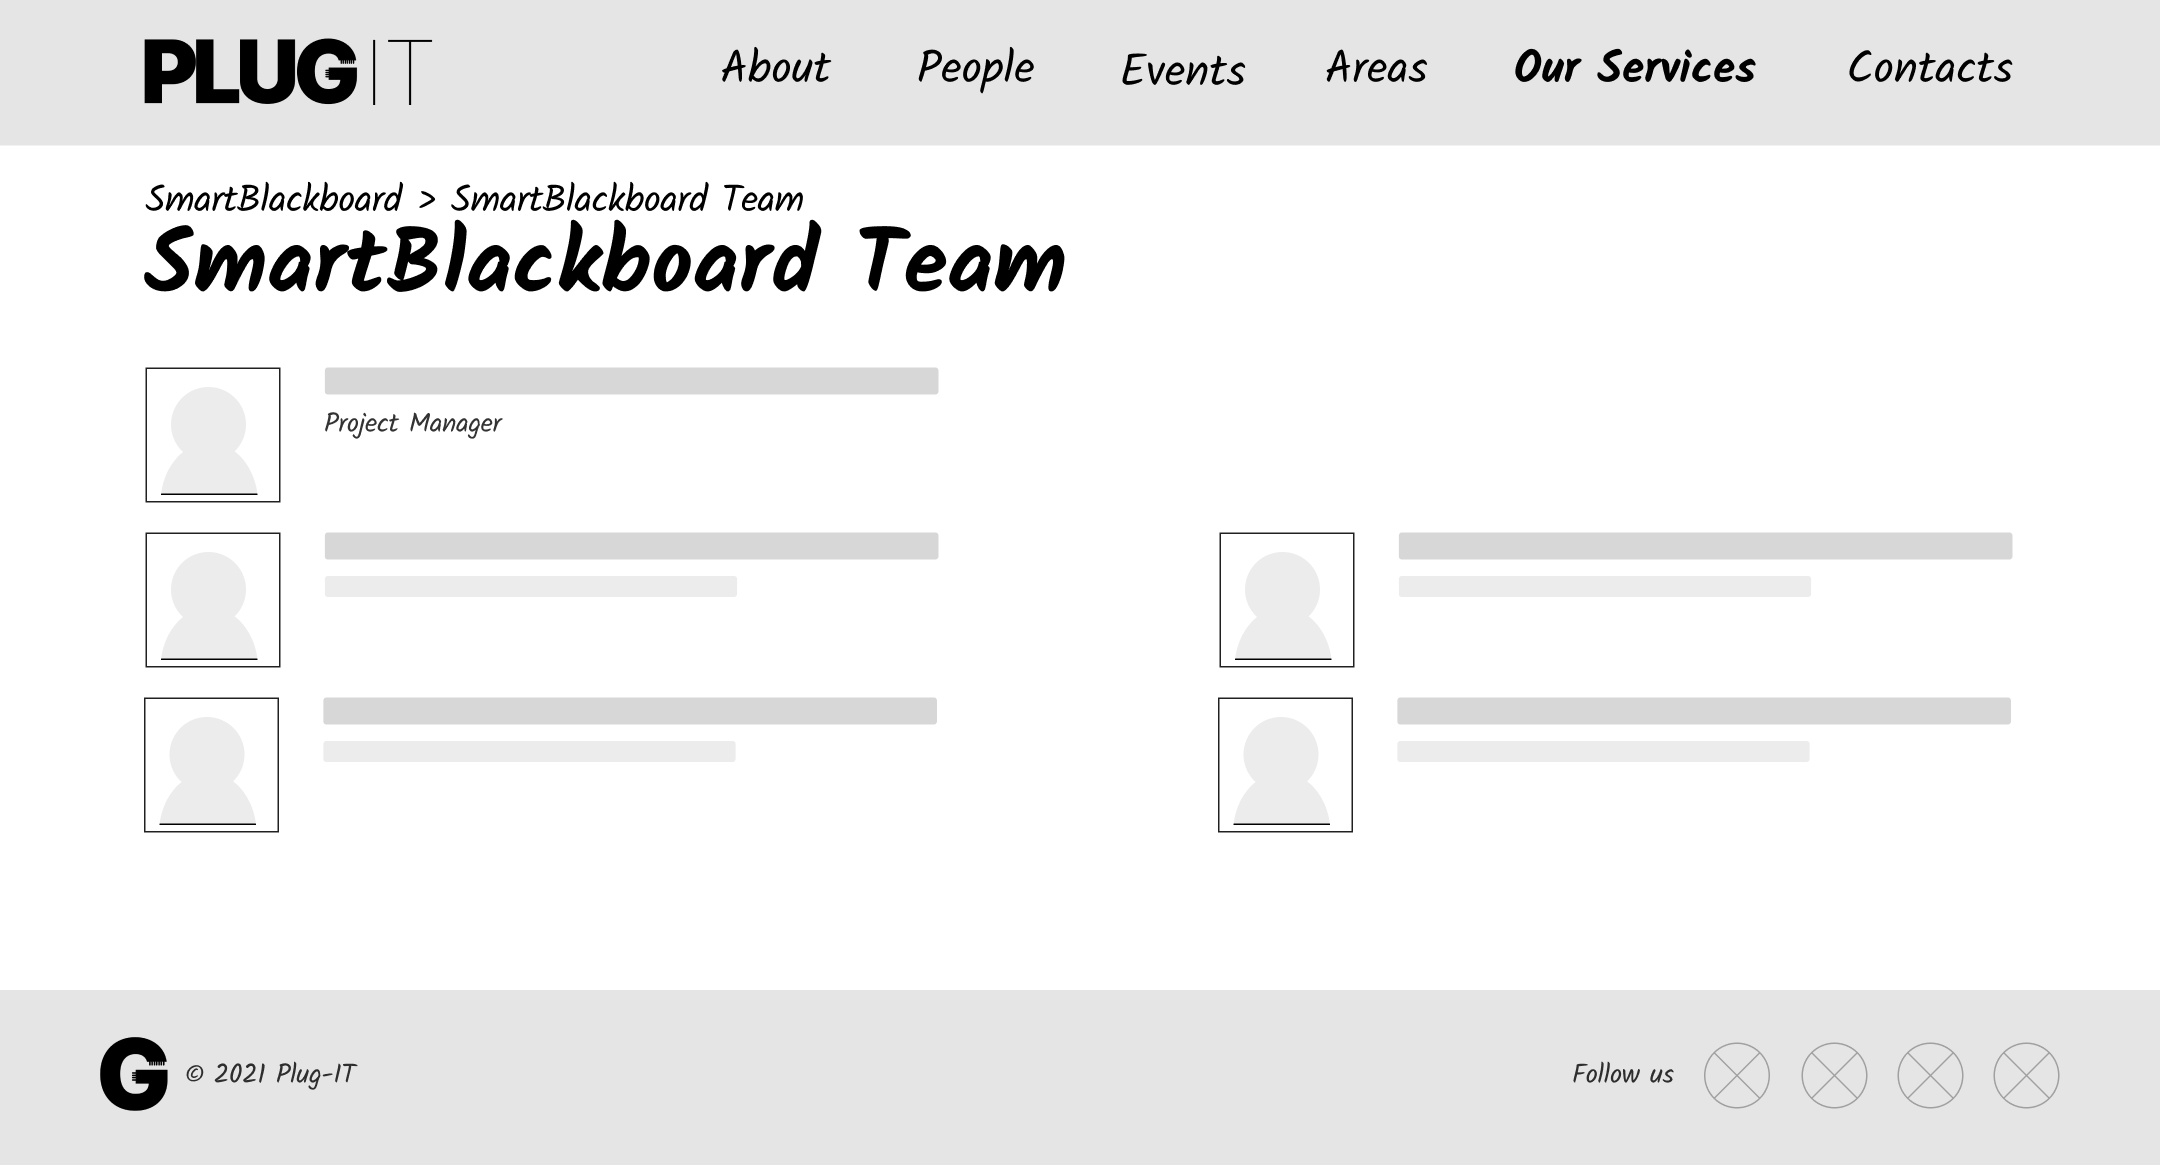 PLUG IT
About People Events Areas Our Services Contacts
SmartBlackboard > SmartBlackboard Team
SmartBlackboard Team
Project Manager
G © 2021 Plug-IT
Follow us